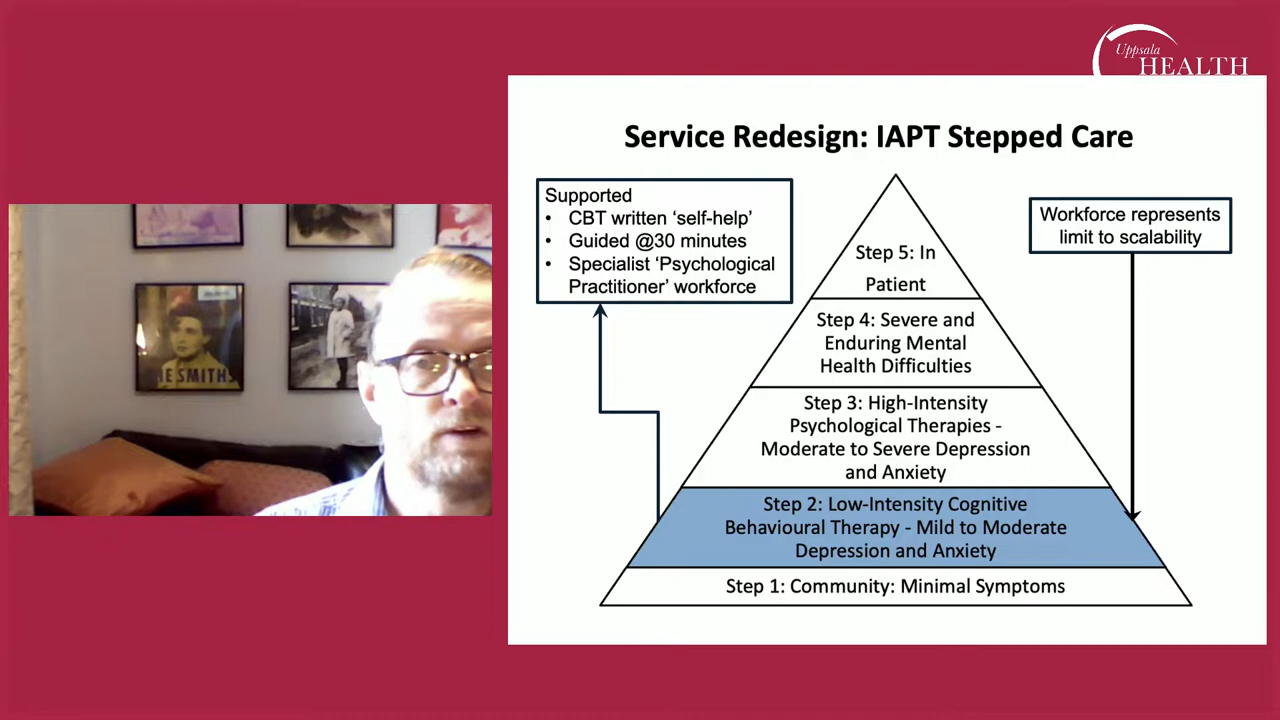 Uppsala
HEALTH
Service Redesign: IAPT Stepped Care
Supported
• CBT written ‘self-help’
• Guided @30 minutes
• Specialist ‘Psychological
Practitioner’ workforce
Workforce represents
limit to scalability
Step 5: In
Patient
Step 4: Severe and
Enduring Mental
Health Difficulties
Step 3: High-Intensity
Psychological Therapies -
Moderate to Severe Depression
and Anxiety
Step 2: Low-Intensity Cognitive
Behavioural Therapy - Mild to Moderate
Depression and Anxiety
Step 1: Community: Minimal Symptoms
HE SMITHS